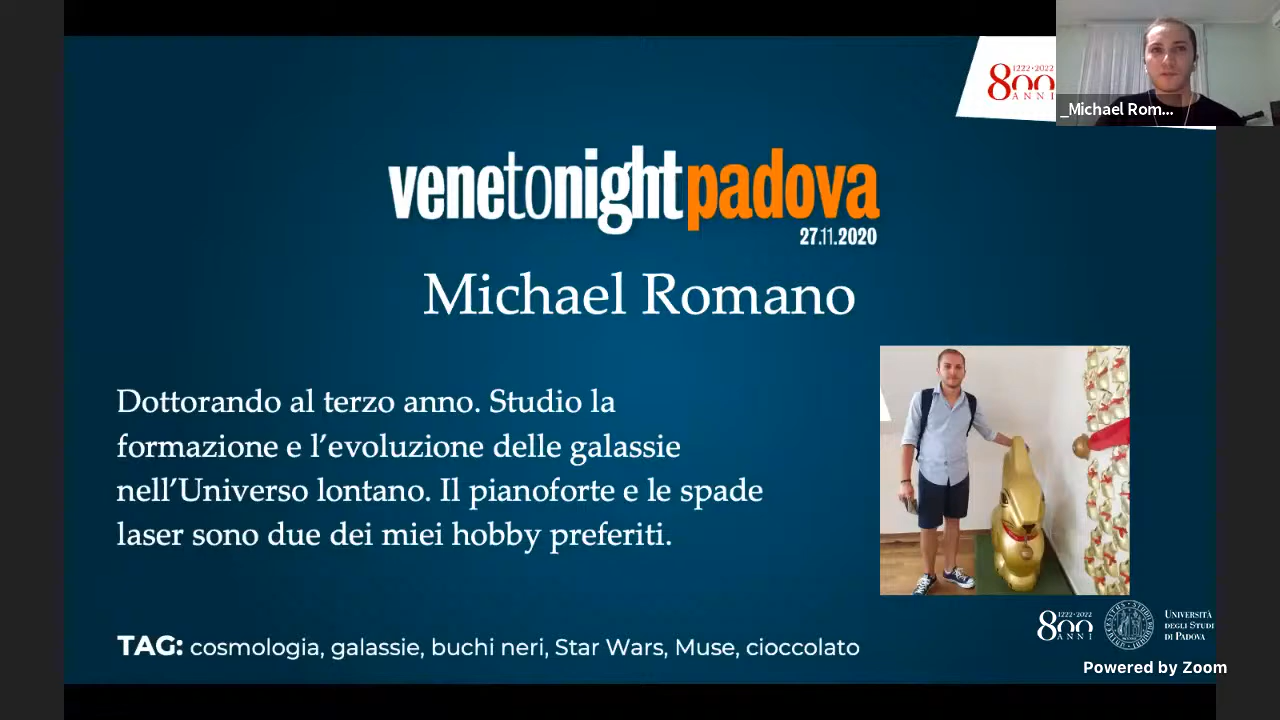 1222·2022
800
ANNI
_Michael Rom...
venetonightpadova
27.11.2020
Michael Romano
Dottorando al terzo anno. Studio la
formazione e l’evoluzione delle galassie
nell’Universo lontano. Il pianoforte e le spade
laser sono due dei miei hobby preferiti.
TAG: cosmologia, galassie, buchi neri, Star Wars, Muse, cioccolato
1222·2022
800
ANNI
UNIVERSITÀ
DEGLI STUDI
DI PADOVA
Powered by Zoom